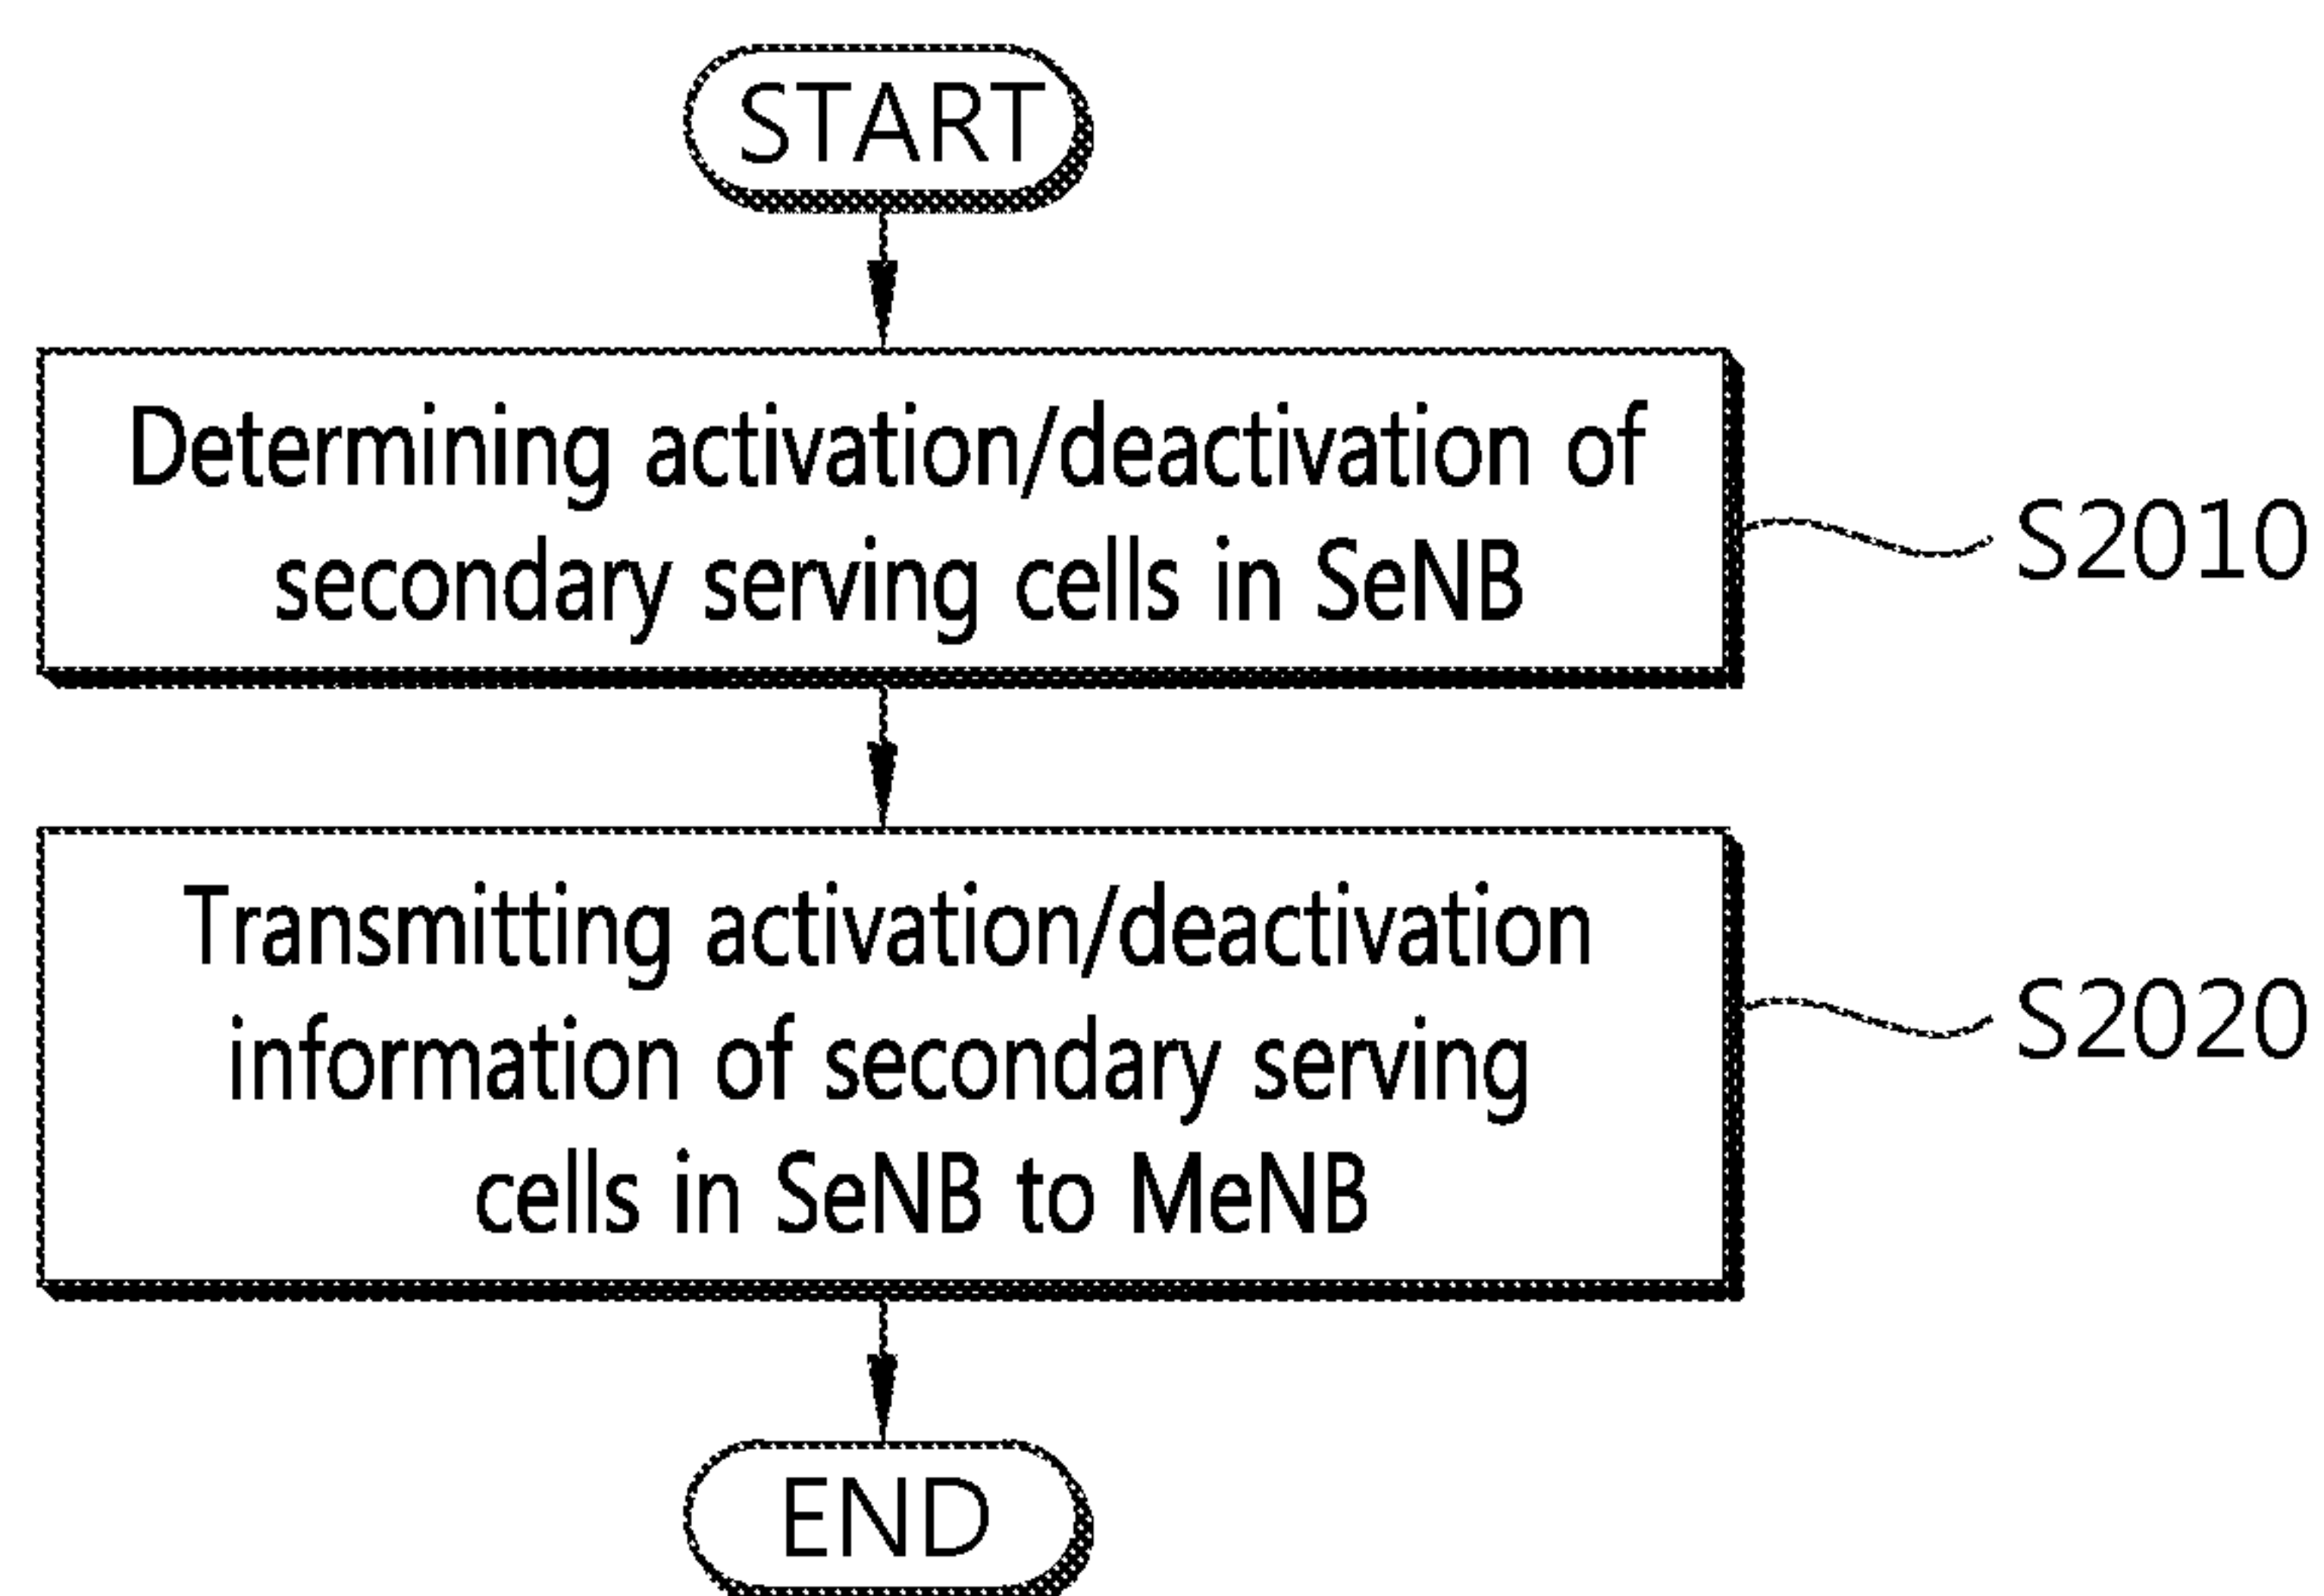 START
Determining activation/deactivation of
secondary serving cells in SeNB
S2010
Transmitting activation/deactivation
information of secondary serving
cells in SeNB to MeNB
S2020
END